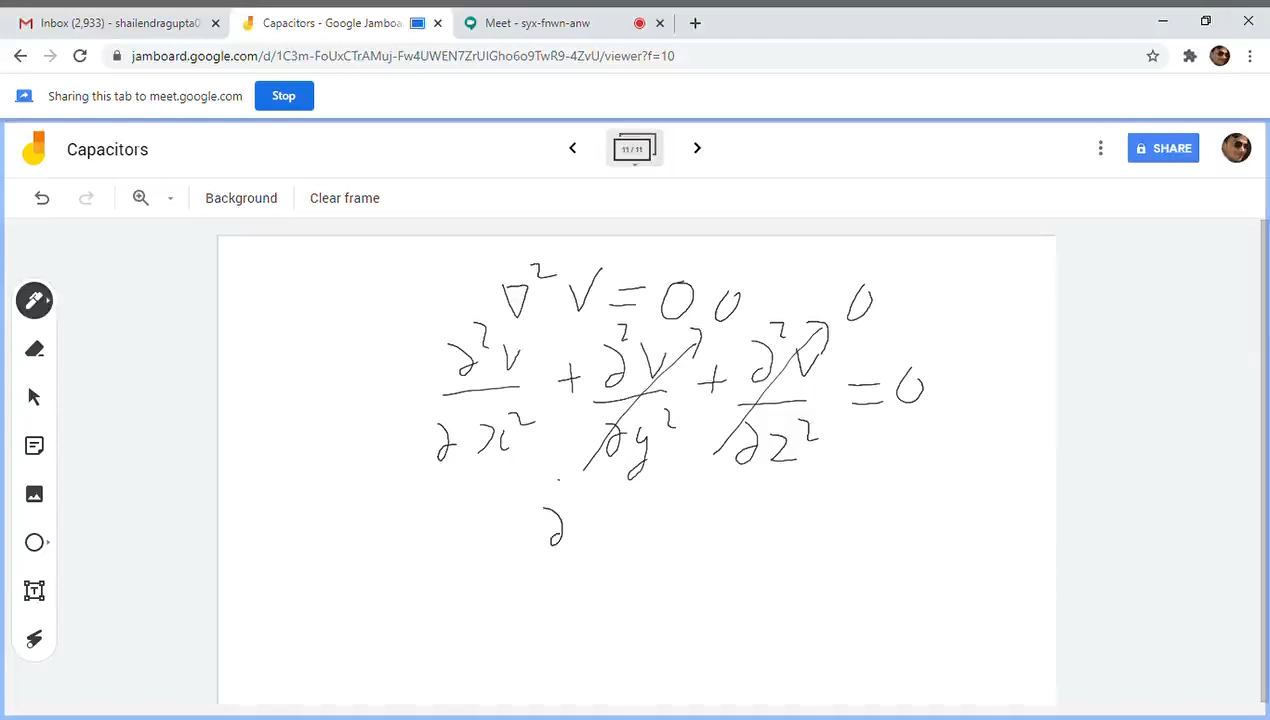 Inbox (2,933) - shailendragupta0
Capacitors - Google Jamboa
Meet - syx-fnwn-anw
jamboard.google.com/d/1C3m-FoUxCTrAMuj-Fw4UWEN7ZrUIGho6o9TwR9-4ZvU/viewer?f=10
Sharing this tab to meet.google.com Stop
Capacitors
11 / 11
SHARE
Background
Clear frame
∇² V = 0 0 0
∂²V/∂x² + ∂²V/∂y² + ∂²V/∂z² = 0
∂